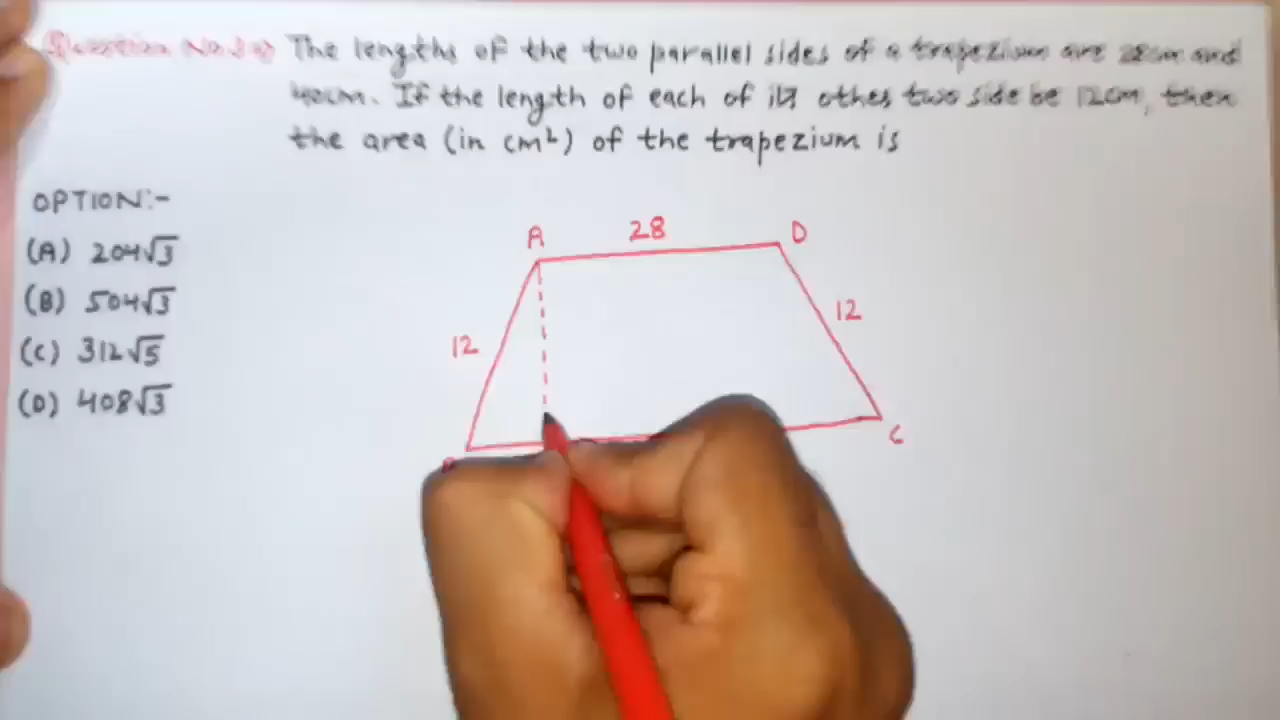 Question No. The lengths of the two parallel sides of a trapezium are 28cm and
40cm. If the length of each of its other two side be 12cm, then
the area (in cm²) of the trapezium is
OPTION:-
(A) 204√3
(B) 504√3
(C) 312√5
(D) 408√3
A 28 D
12 12
C